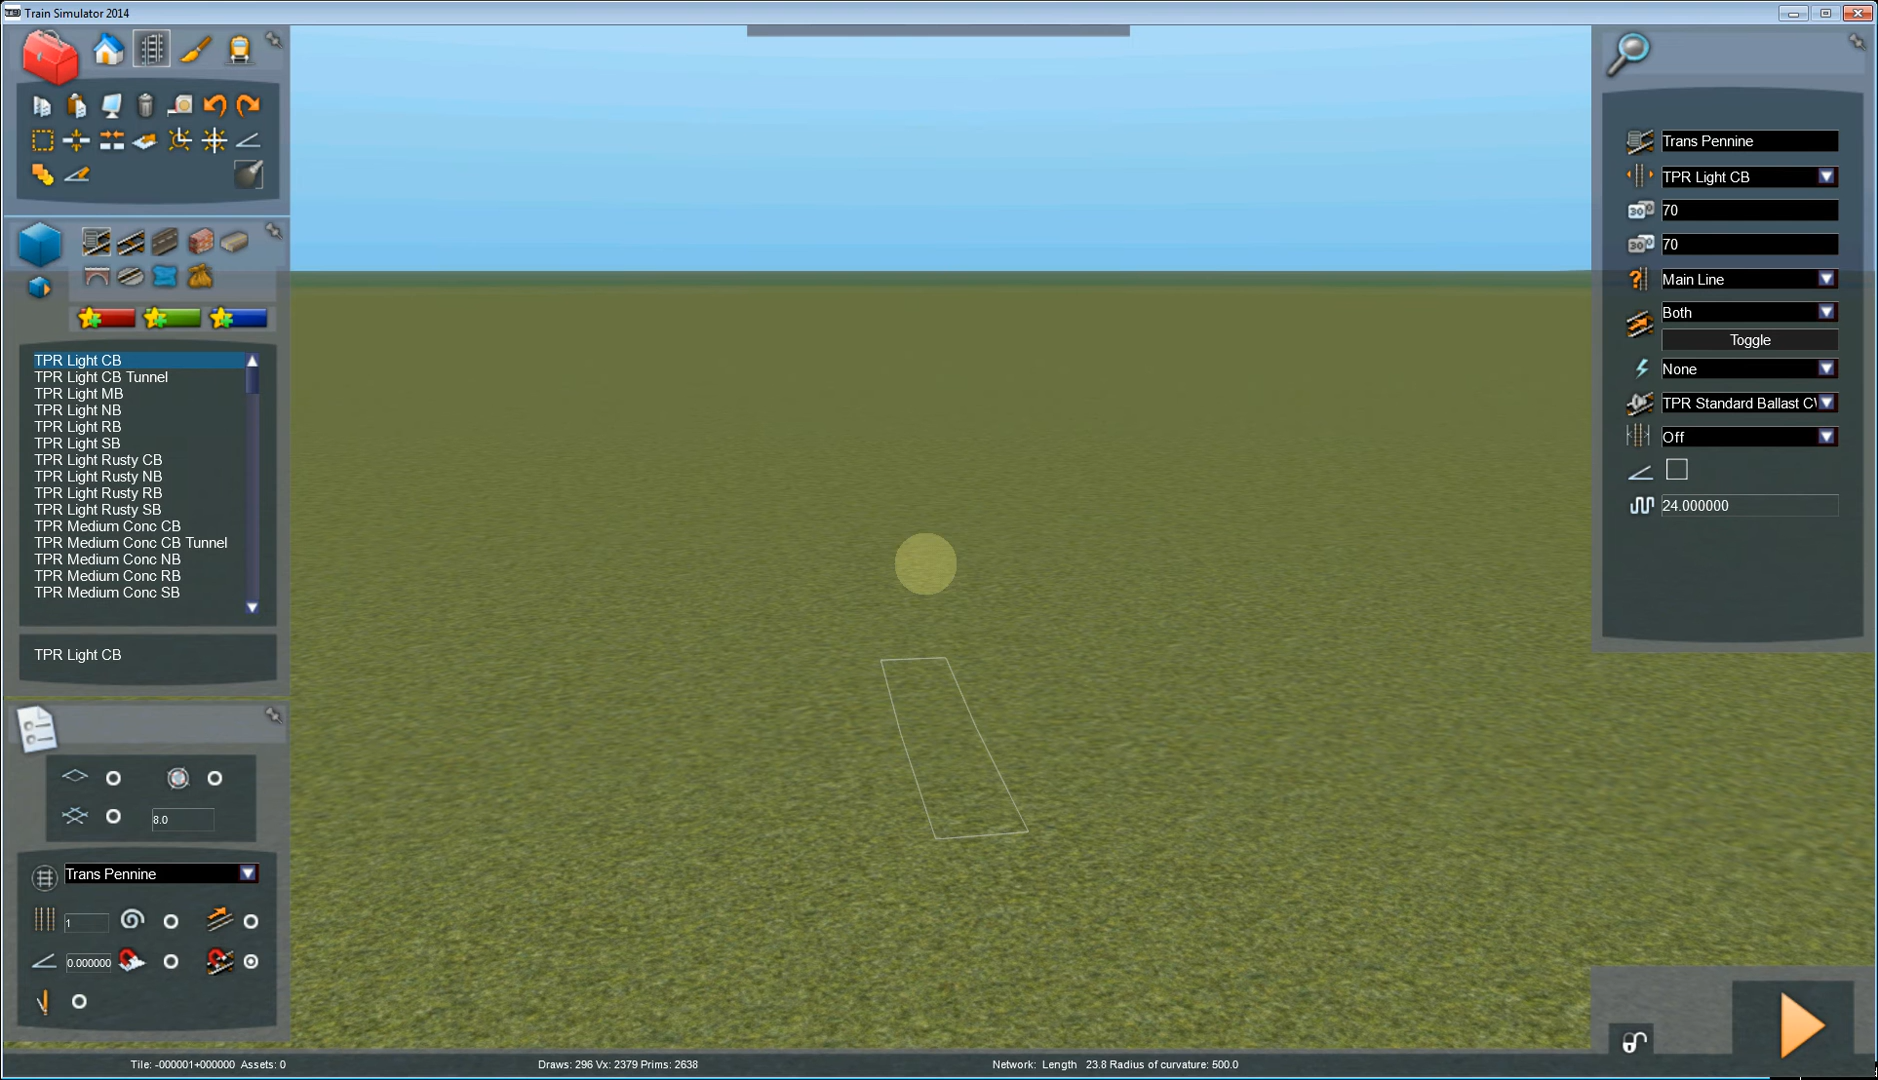 Train Simulator 2014
TPR Light CB
TPR Light CB Tunnel
TPR Light MB
TPR Light NB
TPR Light RB
TPR Light SB
TPR Light Rusty CB
TPR Light Rusty NB
TPR Light Rusty RB
TPR Light Rusty SB
TPR Medium Conc CB
TPR Medium Conc CB Tunnel
TPR Medium Conc NB
TPR Medium Conc RB
TPR Medium Conc SB
TPR Light CB
8.0
Trans Pennine
1
0.000000
Trans Pennine
TPR Light CB
70
70
Main Line
Both
Toggle
None
TPR Standard Ballast C
Off
24.000000
Tile: -000001+000000 Assets: 0
Draws: 296 Vx: 2379 Prims: 2638
Network: Length 23.8 Radius of curvature: 500.0